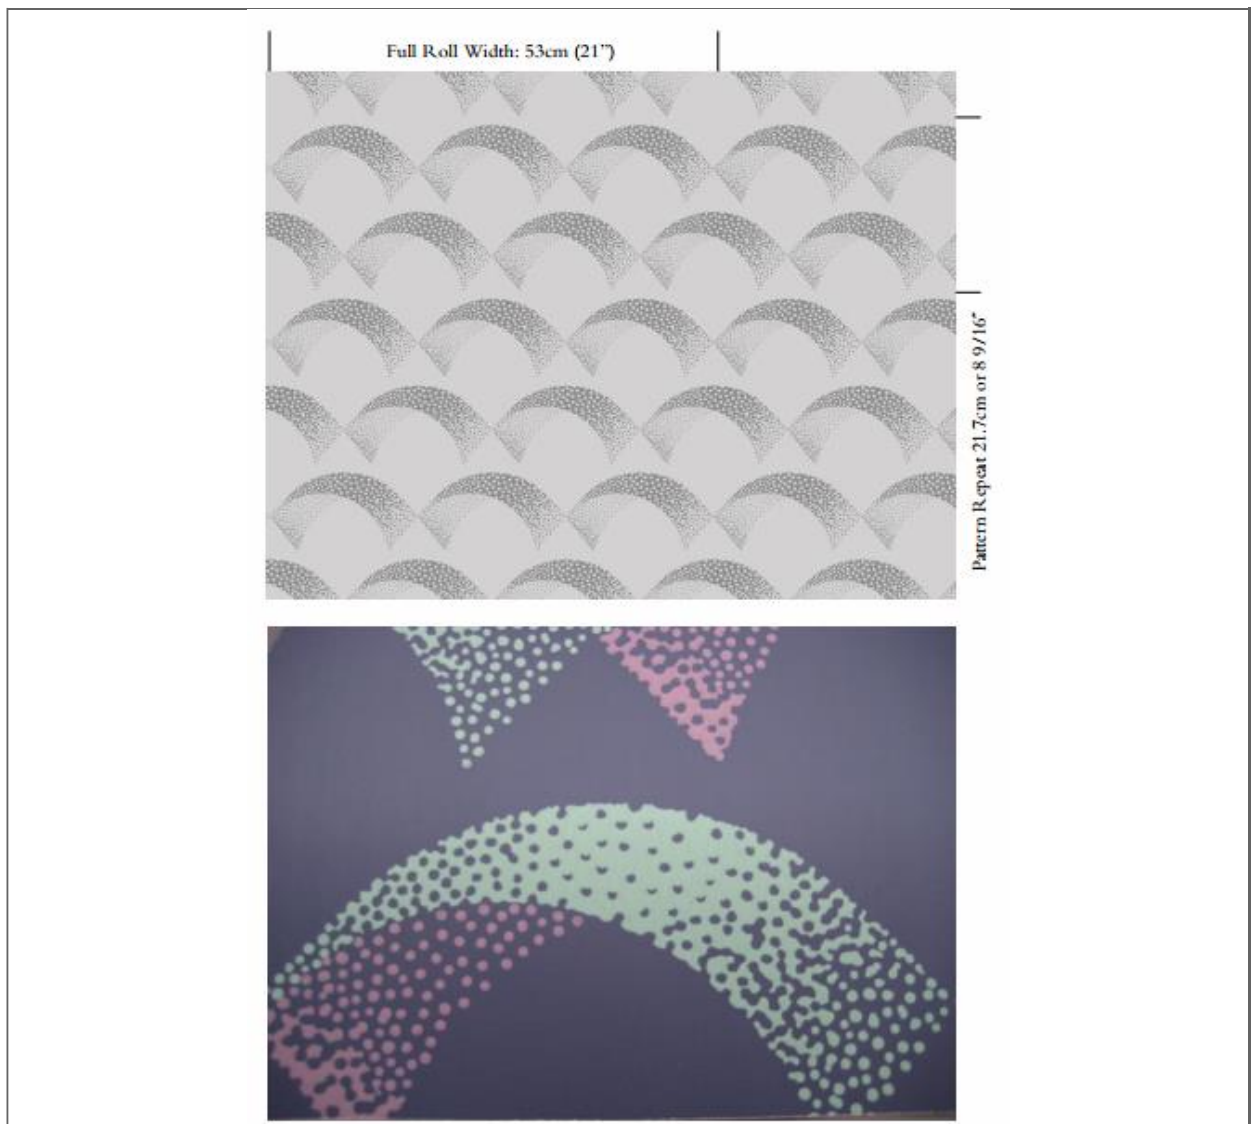 Full Roll Width: 53cm (21”)
Pattern Repeat 21.7cm or 8 9/16”